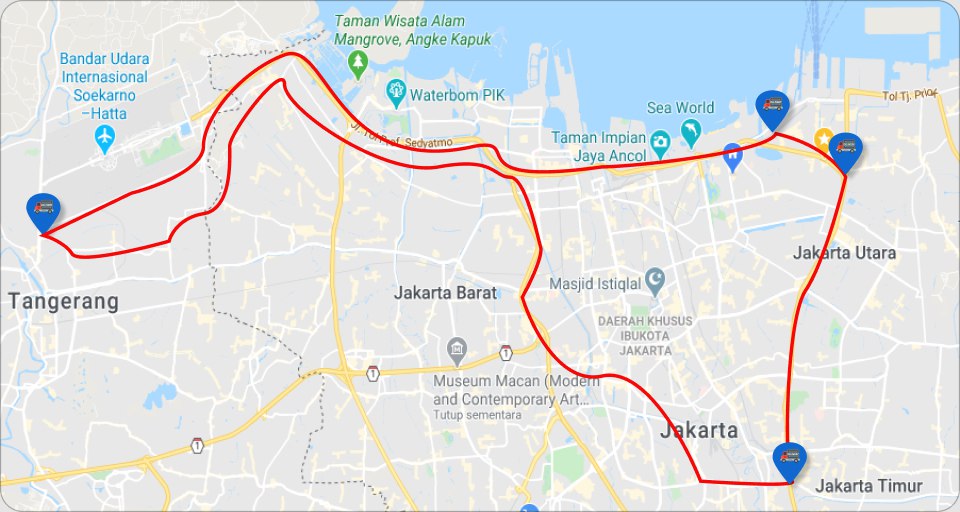 Taman Wisata Alam
Mangrove, Angke Kapuk
Bandar Udara
Internasional
Soekarno
–Hatta
Waterbom PIK
Tol Tj. Priok
Sea World
Taman Impian
Jaya Ancol
Jl. Tol Prof. Sedyatmo
Jakarta Utara
Masjid Istiqlal
Tangerang
Jakarta Barat
DAERAH KHUSUS
IBUKOTA
JAKARTA
1
1
Museum Macan (Modern
and Contemporary Art...
Tutup sementara
Jakarta
1
Jakarta Timur